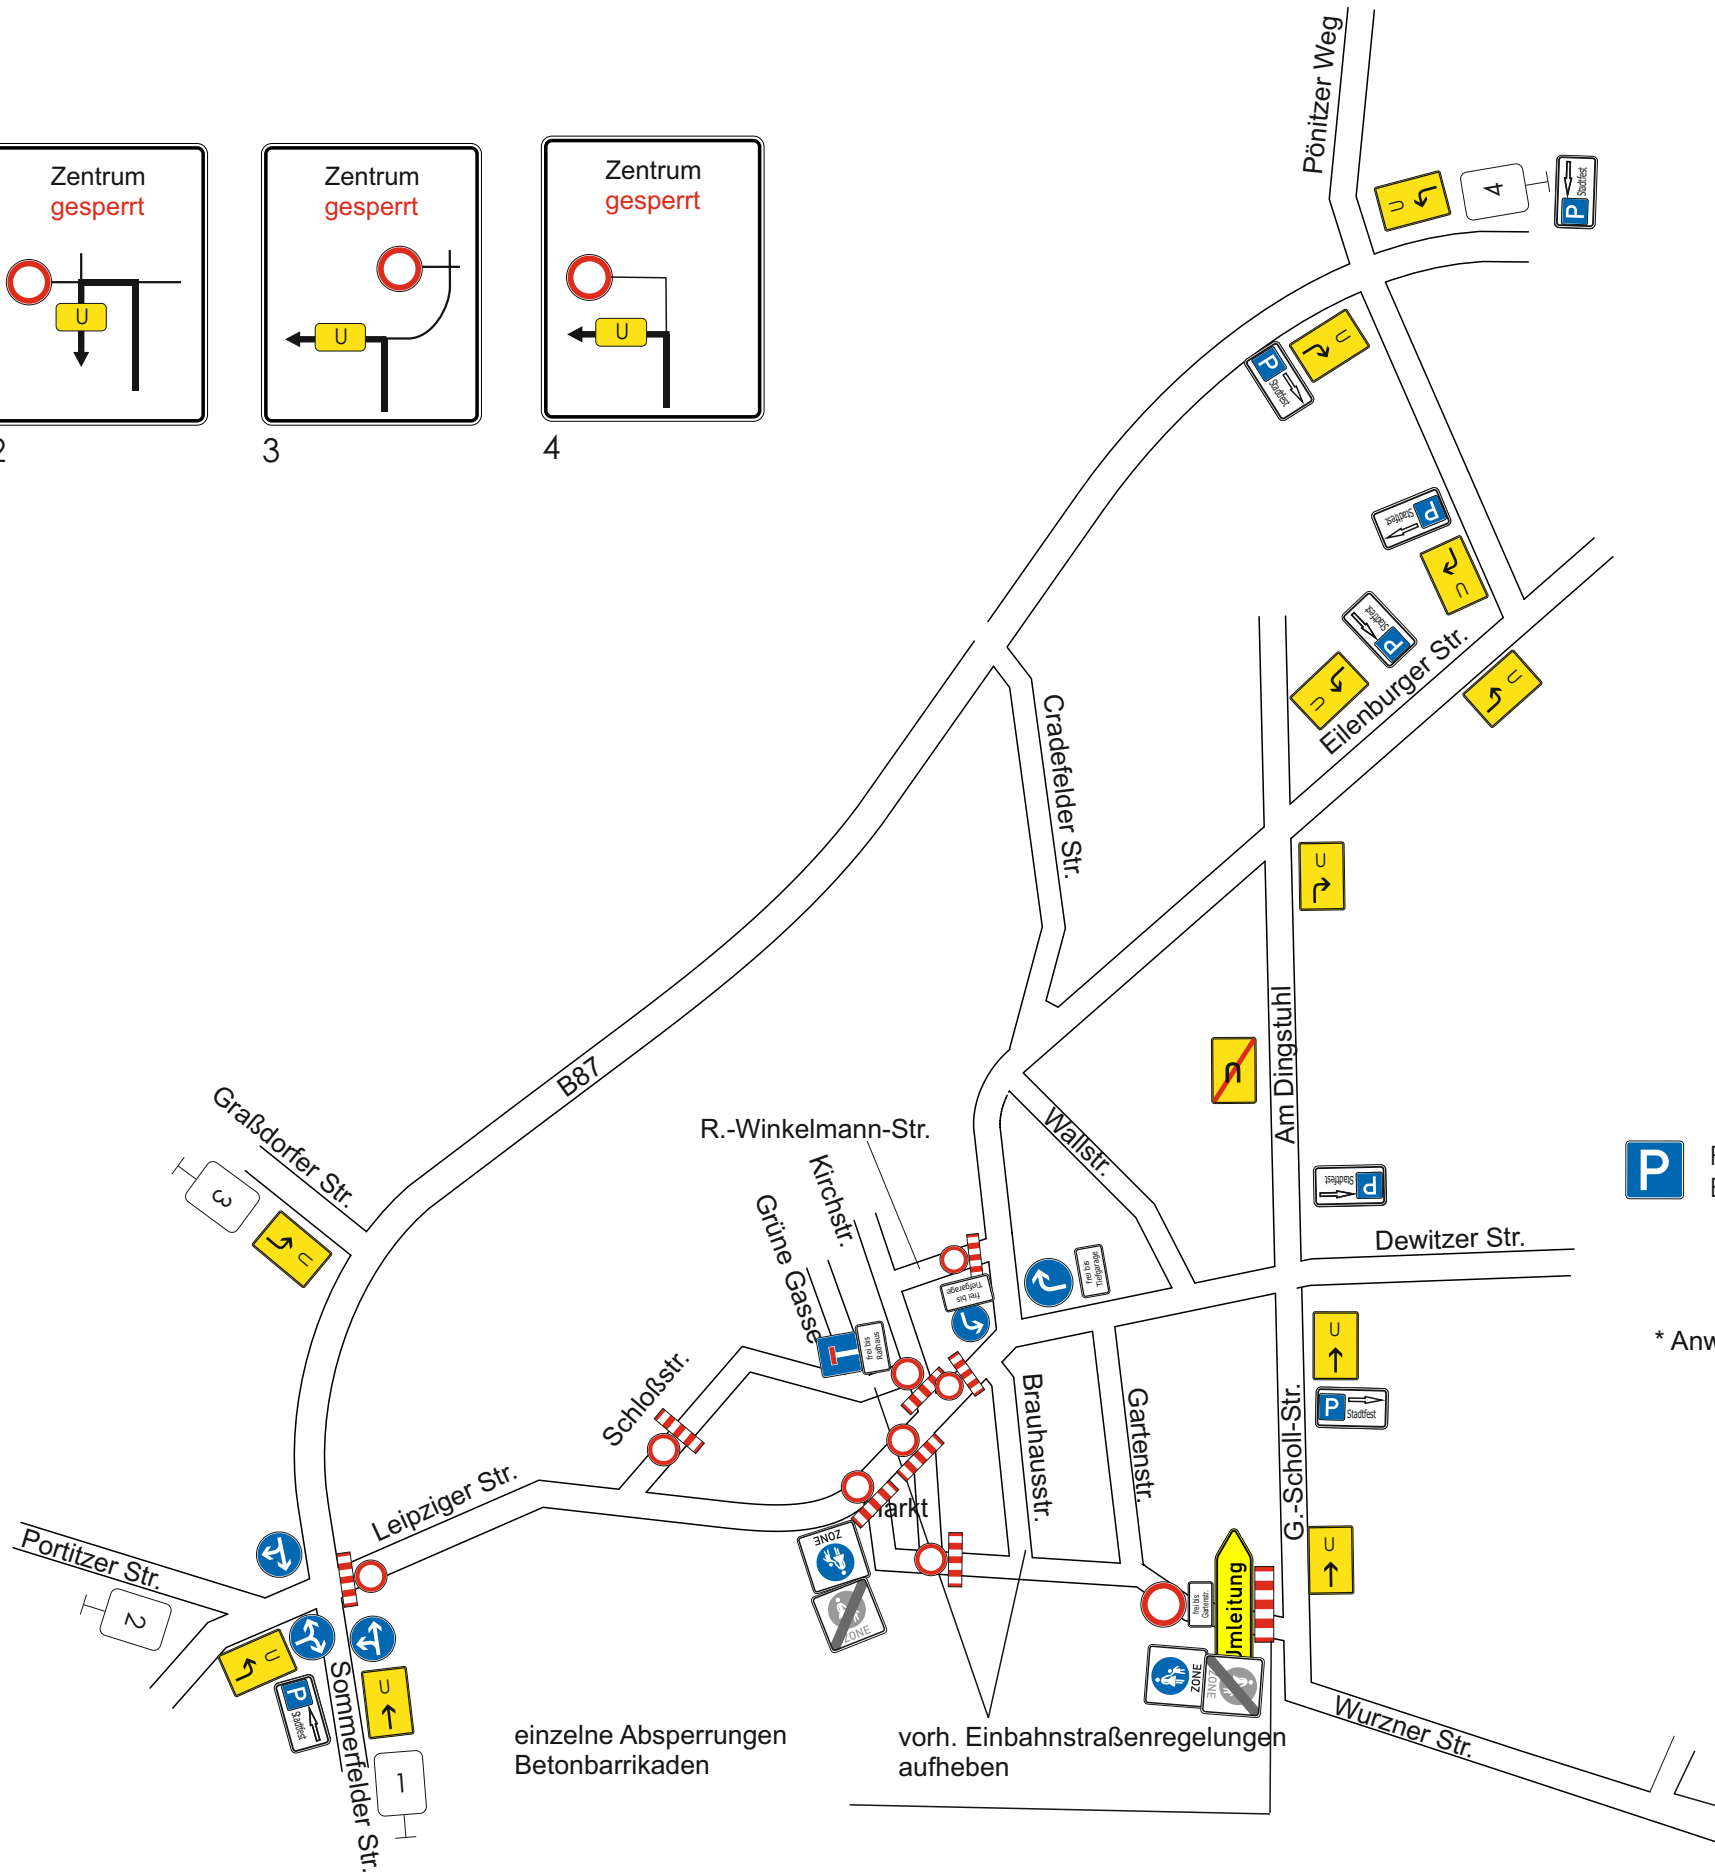 Zentrum
gesperrt
U
2
Zentrum
gesperrt
U
3
Zentrum
gesperrt
U
4
Pönitzer Weg
U
4
P
Stadtfest
P
Stadtfest
U
P
Stadtfest
U
P
Stadtfest
U
Eilenburger Str.
U
Cradefelder Str.
U
Am Dingstuhl
U
B87
Graßdorfer Str.
3
U
R.-Winkelmann-Str.
Kirchstr.
Grüne Gasse
Wallstr.
P
P
Stadtfest
Dewitzer Str.
frei bis
Tiefgarage
frei bis
Tiefgarage
frei bis
Rathaus
U
* Anw
P
Stadtfest
Schloßstr.
Leipziger Str.
Brauhausstr.
Gartenstr.
G.-Scholl-Str.
arkt
ZONE
ZONE
Portitzer Str.
2
U
frei bis
Gartenstr.
Umleitung
ZONE
ZONE
U
P
Stadtfest
U
Sommerfelder Str.
1
einzelne Absperrungen
Betonbarrikaden
vorh. Einbahnstraßenregelungen
aufheben
Wurzner Str.